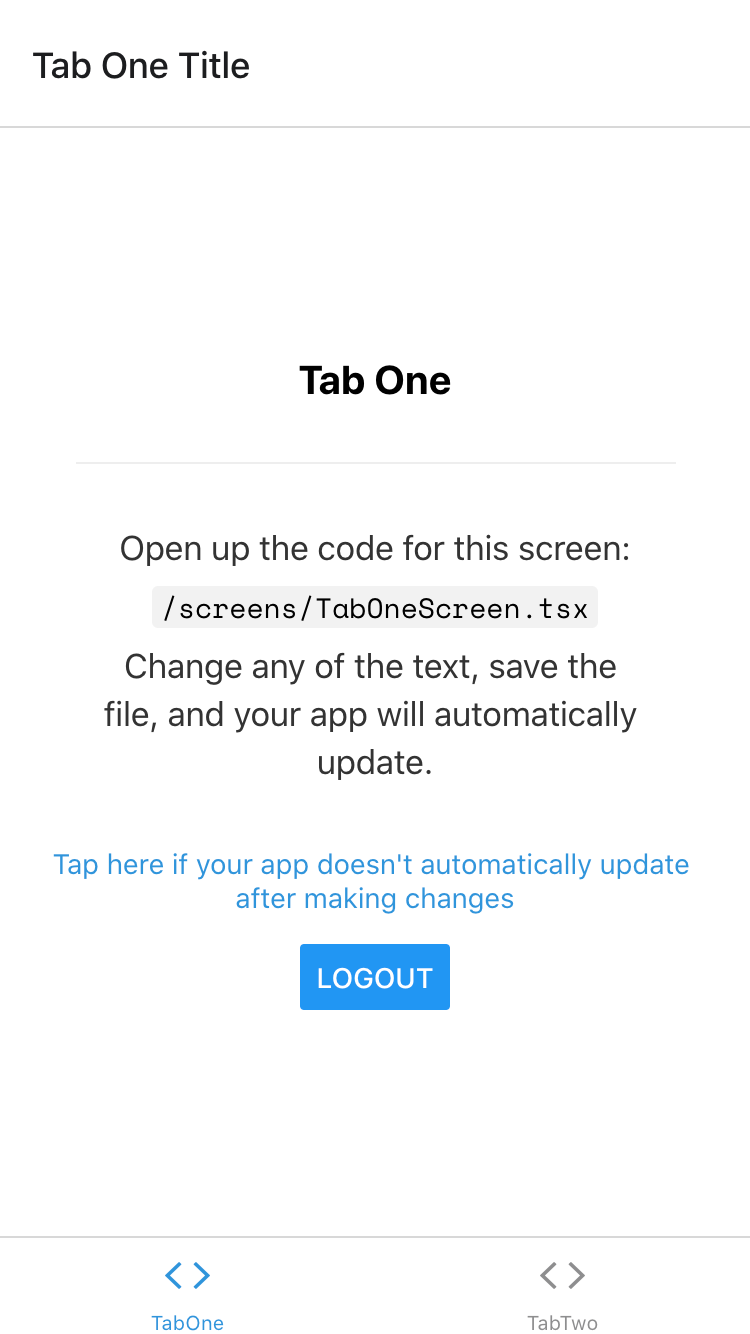 Tab One Title
Tab One
Open up the code for this screen:
/screens/TabOneScreen.tsx
Change any of the text, save the
file, and your app will automatically
update.
Tap here if your app doesn't automatically update
after making changes
LOGOUT
TabOne
TabTwo